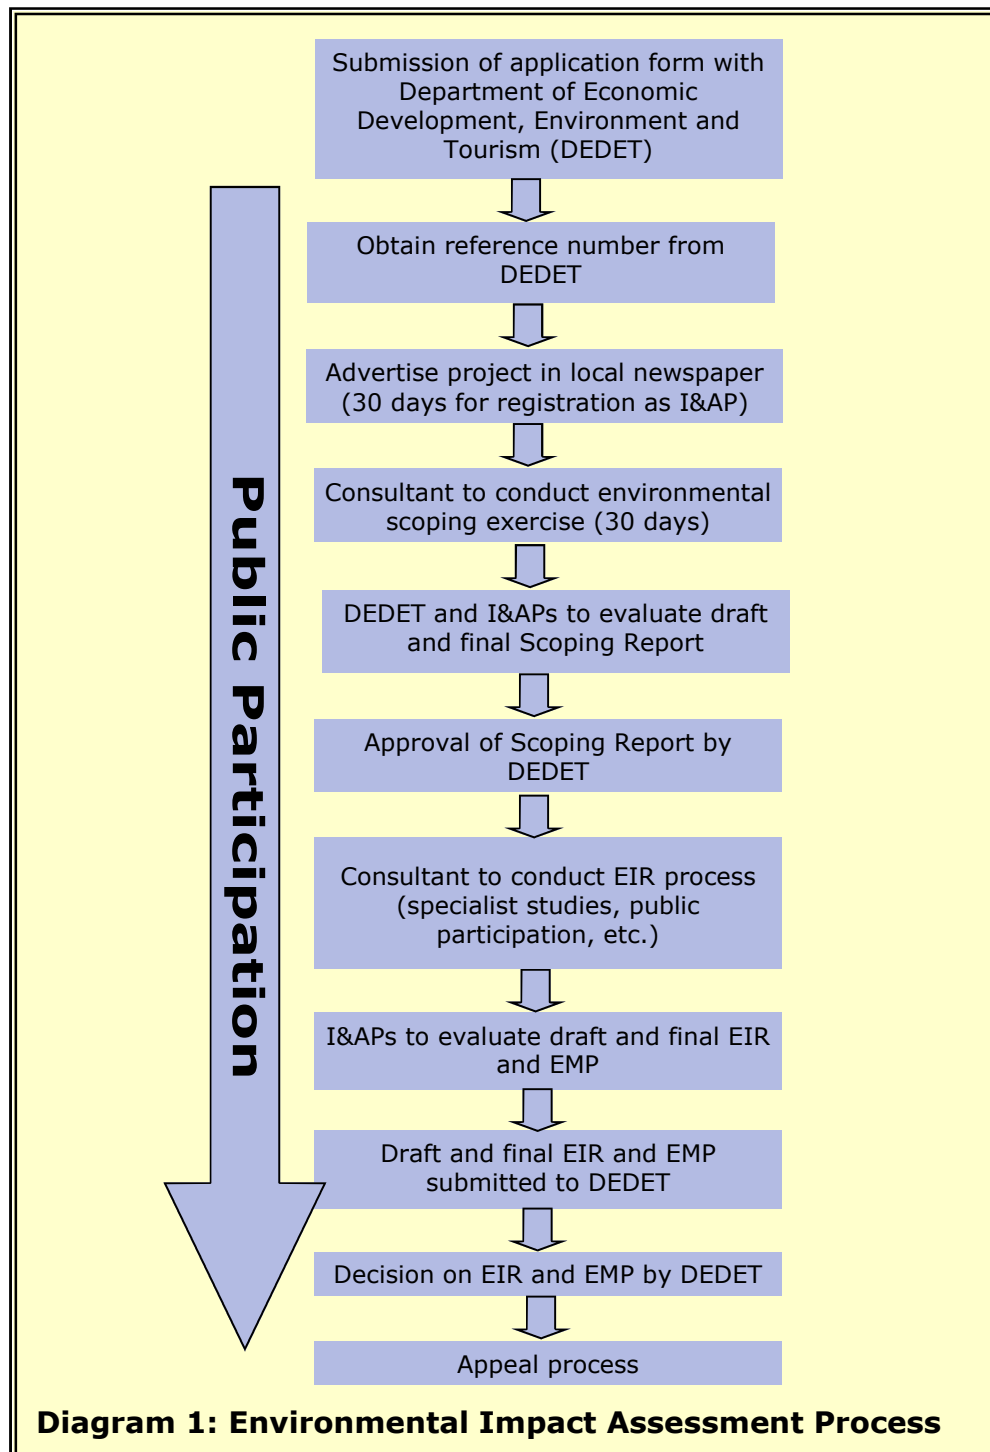 Submission of application form with
Department of Economic
Development, Environment and
Tourism (DEDET)
Obtain reference number from
DEDET
Advertise project in local newspaper
(30 days for registration as I&AP)
Consultant to conduct environmental
scoping exercise (30 days)
DEDET and I&APs to evaluate draft
and final Scoping Report
Approval of Scoping Report by
DEDET
Consultant to conduct EIR process
(specialist studies, public
participation, etc.)
I&APs to evaluate draft and final EIR
and EMP
Draft and final EIR and EMP
submitted to DEDET
Decision on EIR and EMP by DEDET
Appeal process
Public Participation
Diagram 1: Environmental Impact Assessment Process